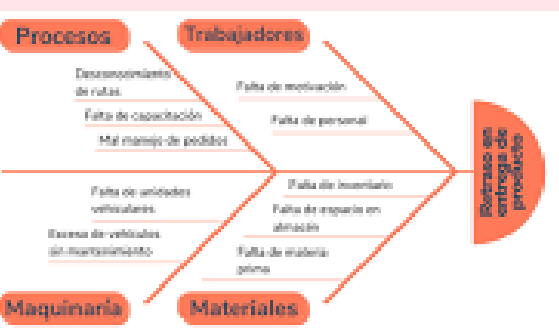 Procesos
Trabajadores
Desconocimiento
de rutas
Falta de capacitación
Mal manejo de pedidos
Falta de motivación
Falta de personal
Retraso en
entrega de
producto
Falta de unidades
vehiculares
Exceso de vehículos
sin mantenimiento
Falta de inventario
Falta de espacio en
almacén
Falta de materia
prima
Maquinaria
Materiales